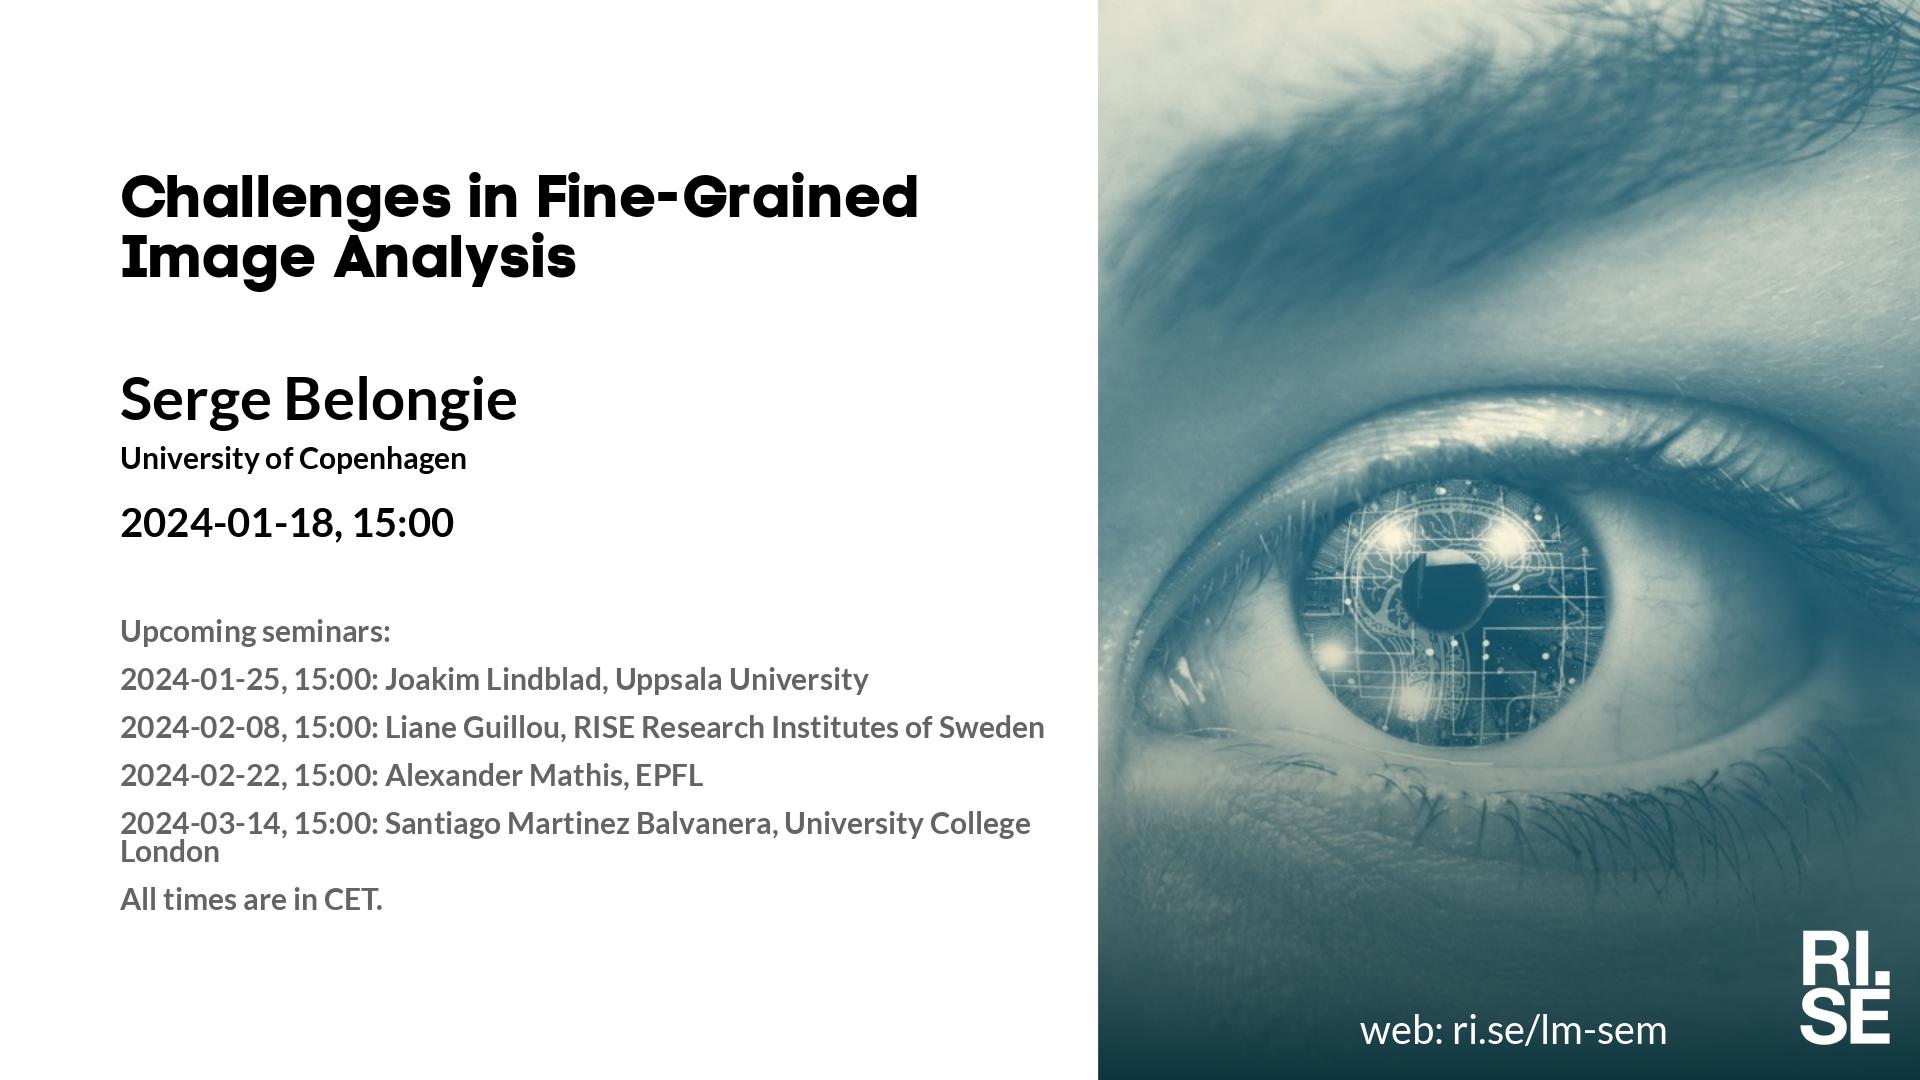 Challenges in Fine-Grained
Image Analysis
Serge Belongie
University of Copenhagen
2024-01-18, 15:00
Upcoming seminars:
2024-01-25, 15:00: Joakim Lindblad, Uppsala University
2024-02-08, 15:00: Liane Guillou, RISE Research Institutes of Sweden
2024-02-22, 15:00: Alexander Mathis, EPFL
2024-03-14, 15:00: Santiago Martinez Balvanera, University College
London
All times are in CET.
web: ri.se/lm-sem
RI.
SE